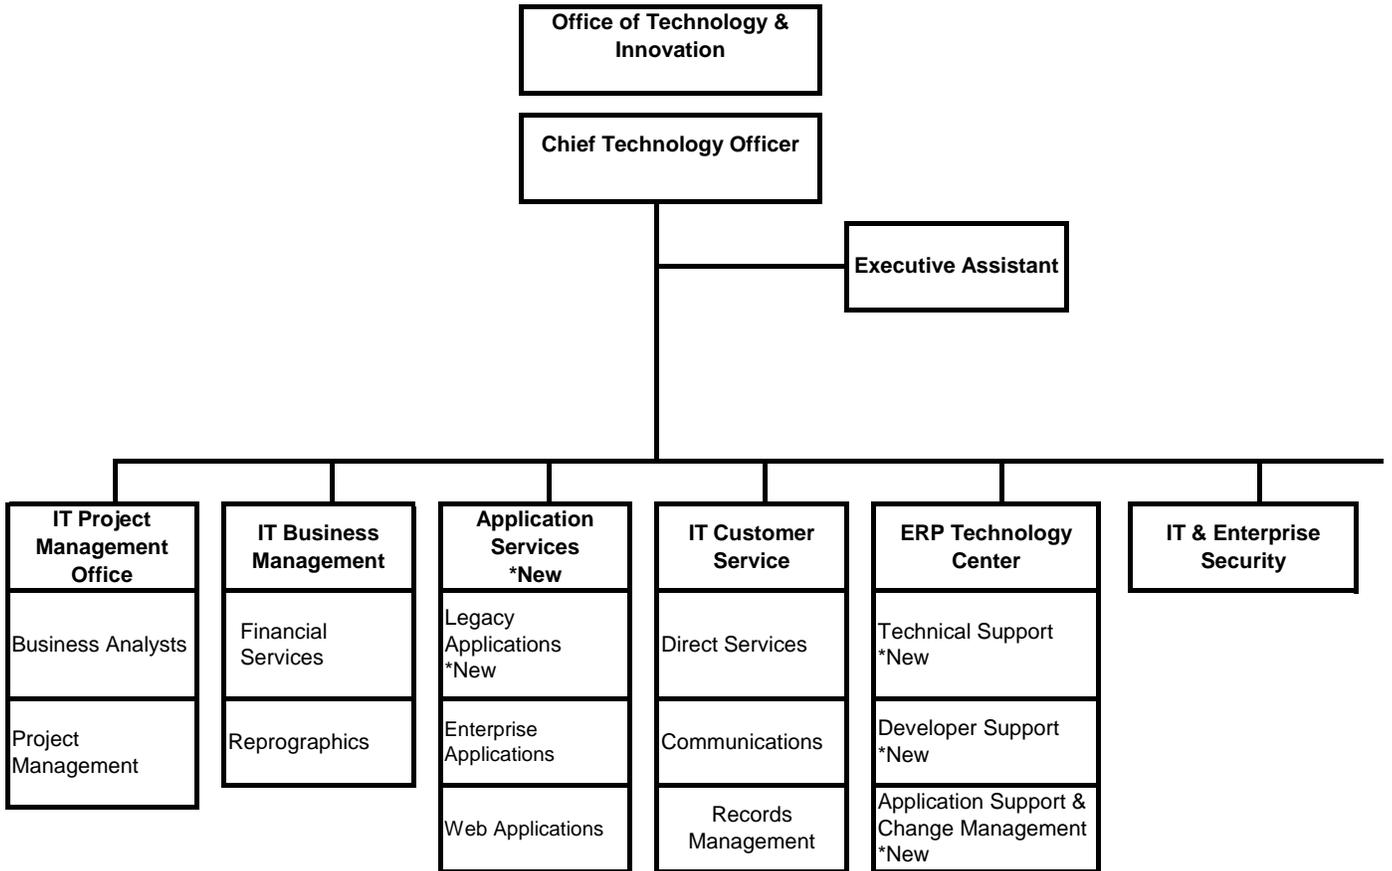 Office of Technology &
Innovation
Chief Technology Officer
Executive Assistant
IT Project
Management
Office
Business Analysts
Project
Management
IT Business
Management
Financial
Services
Reprographics
Application
Services
*New
Legacy
Applications
*New
Enterprise
Applications
Web Applications
IT Customer
Service
Direct Services
Communications
Records
Management
ERP Technology
Center
Technical Support
*New
Developer Support
*New
Application Support &
Change Management
*New
IT & Enterprise
Security